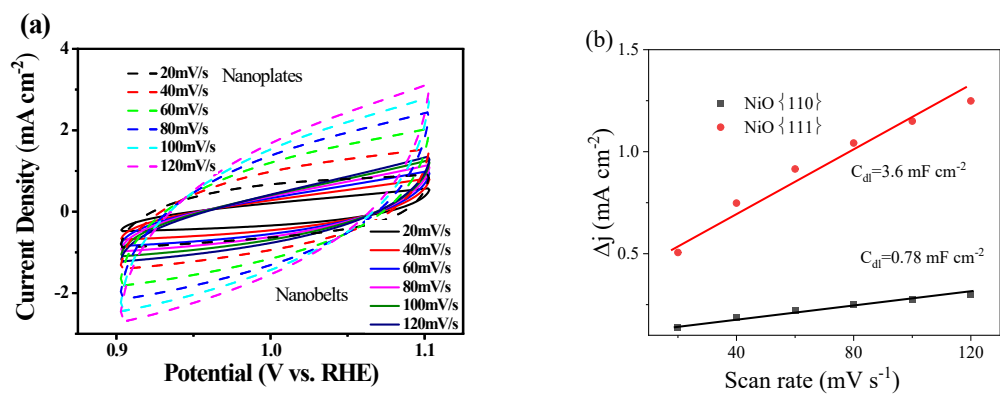 (a)
4
2
0
-2
Current Density (mA cm⁻²)
20mV/s
40mV/s
60mV/s
80mV/s
100mV/s
120mV/s
Nanoplates
Nanobelts
20mV/s
40mV/s
60mV/s
80mV/s
100mV/s
120mV/s
0.9
1.0
1.1
Potential (V vs. RHE)
(b)
1.5
1.0
0.5
Δj (mA cm⁻²)
NiO {110}
NiO {111}
C_dl=3.6 mF cm⁻²
C_dl=0.78 mF cm⁻²
40
80
120
Scan rate (mV s⁻¹)